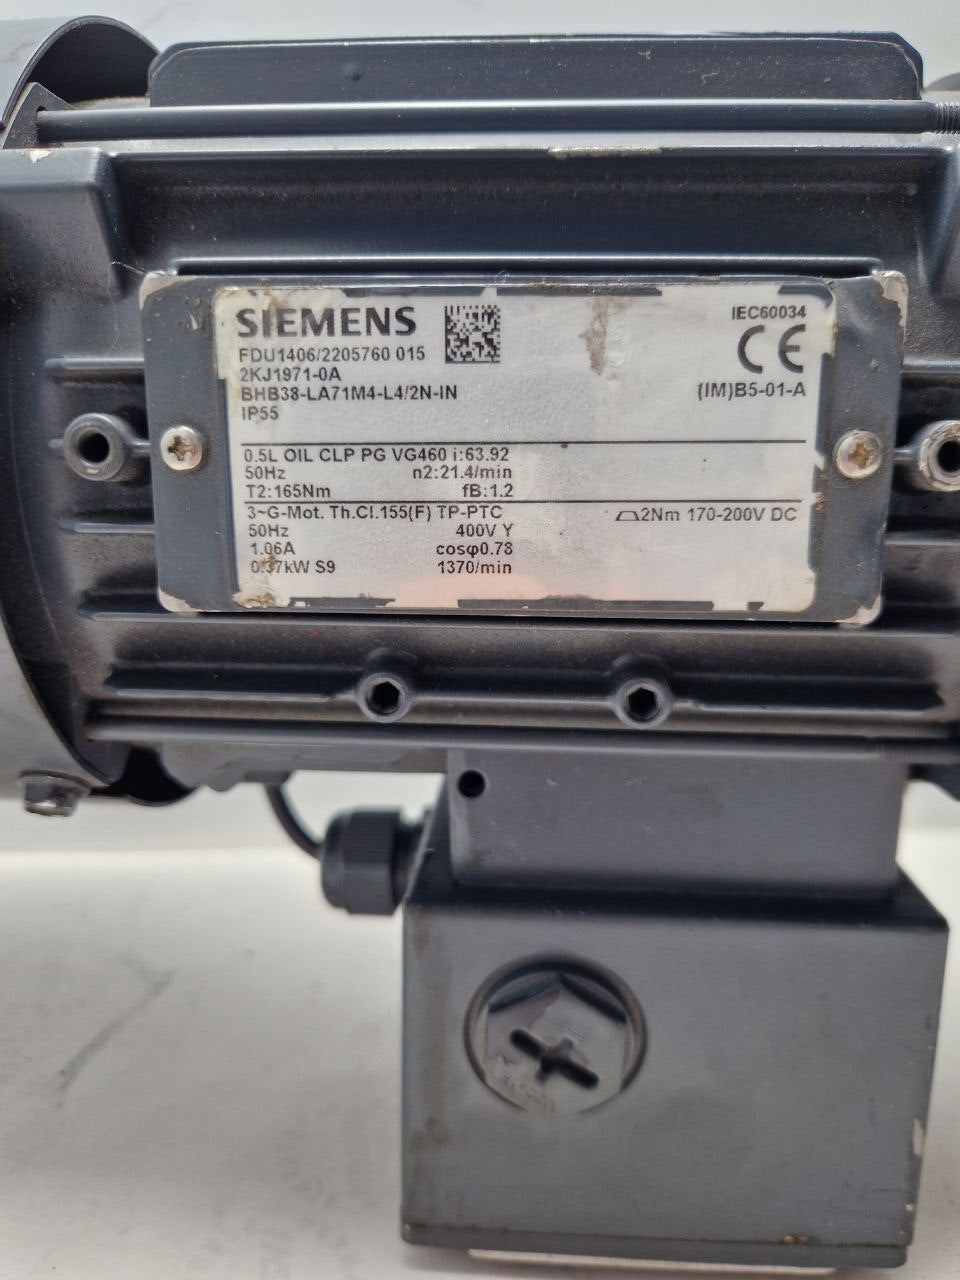 SIEMENS
IEC60034
CE
FDU1406/2205760 015
2KJ1971-0A
BHB38-LA71M4-L4/2N-IN
(IM)B5-01-A
IP55
0.5L OIL CLP PG VG460 i:63.92
50Hz n2:21.4/min
T2:165Nm fB:1.2
3~G-Mot. Th.Cl.155(F) TP-PTC ⏢2Nm 170-200V DC
50Hz 400V Y
1.06A cosφ0.78
0.37kW S9 1370/min